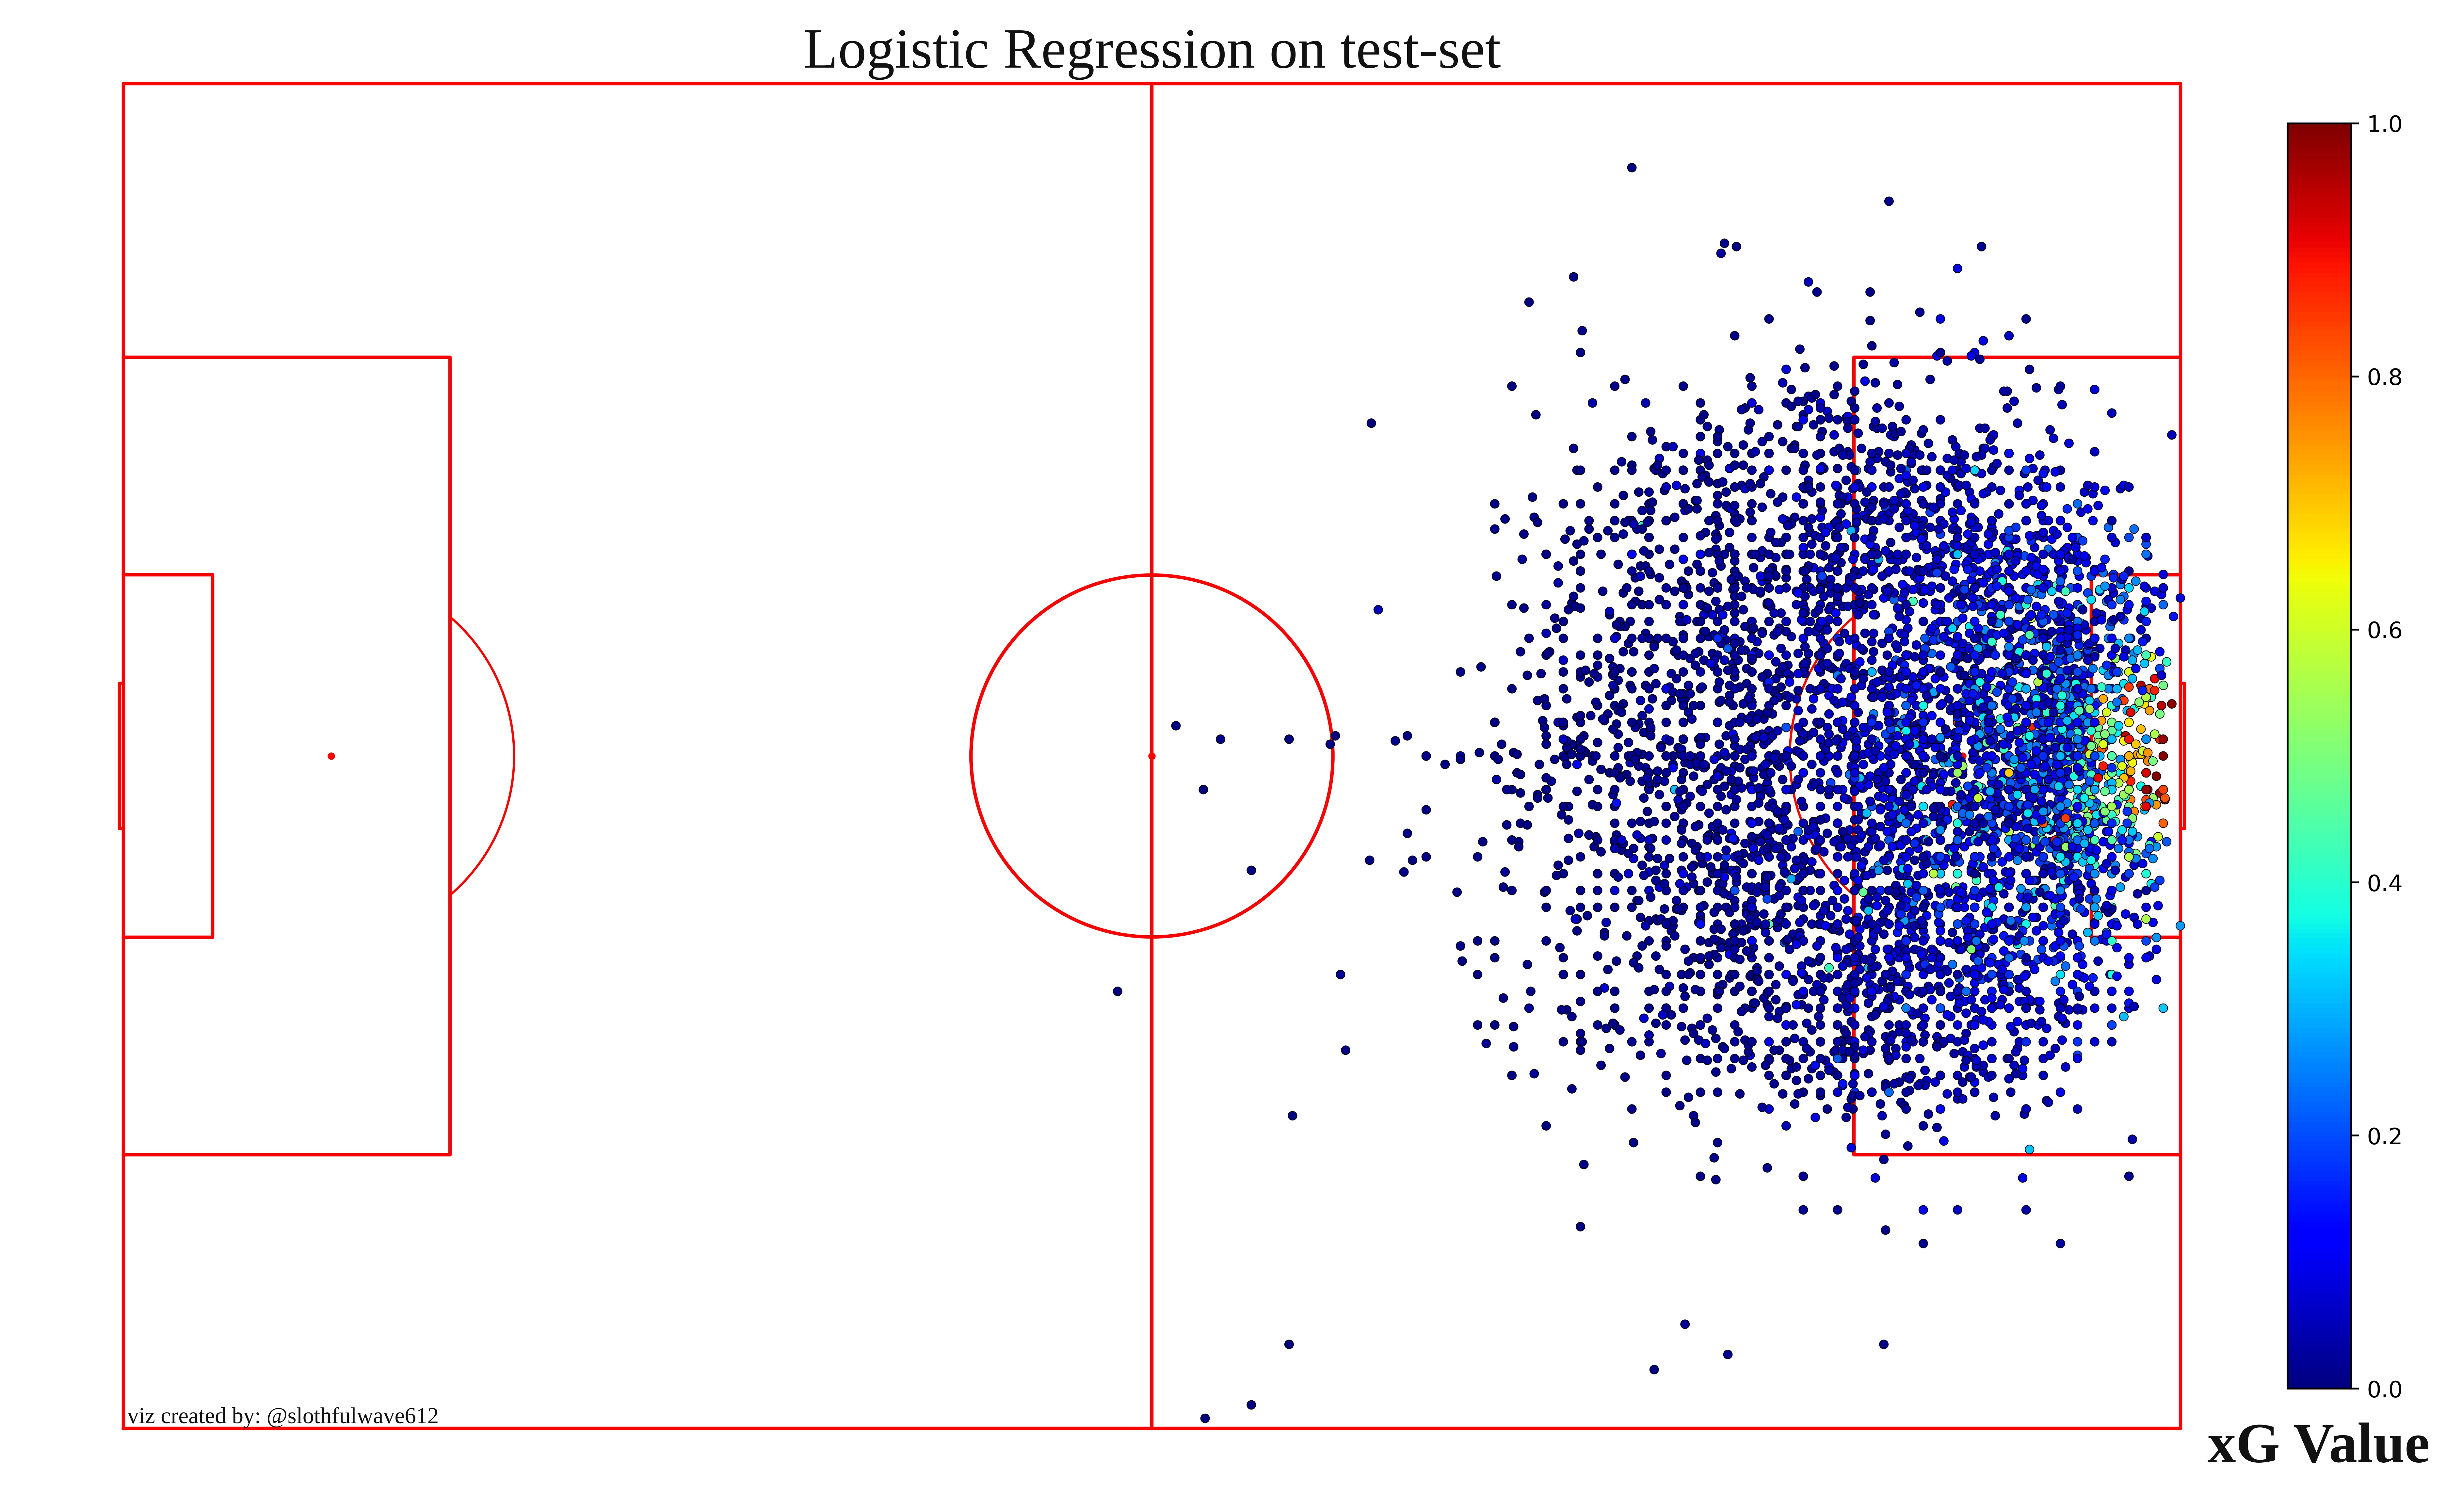 Logistic Regression on test-set
1.0
0.8
0.6
0.4
0.2
0.0
viz created by: @slothfulwave612
xG Value